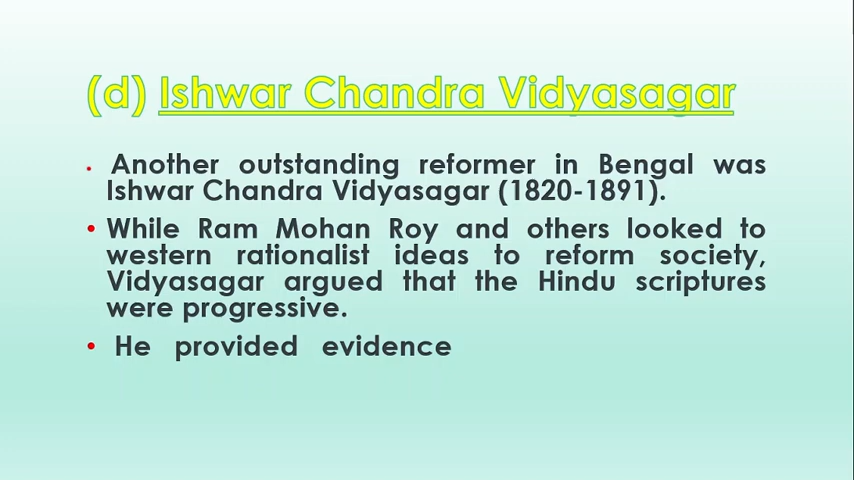 (d) Ishwar Chandra Vidyasagar
• Another outstanding reformer in Bengal was
Ishwar Chandra Vidyasagar (1820-1891).
• While Ram Mohan Roy and others looked to
western rationalist ideas to reform society,
Vidyasagar argued that the Hindu scriptures
were progressive.
• He provided evidence